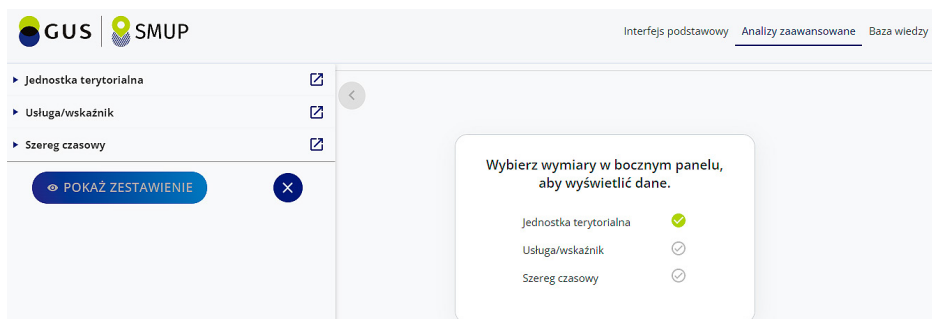 GUS SMUP
Interfejs podstawowy Analizy zaawansowane Baza wiedzy
Jednostka terytorialna
Usługa/wskaźnik
Szereg czasowy
POKAŻ ZESTAWIENIE
Wybierz wymiary w bocznym panelu,
aby wyświetlić dane.
Jednostka terytorialna
Usługa/wskaźnik
Szereg czasowy